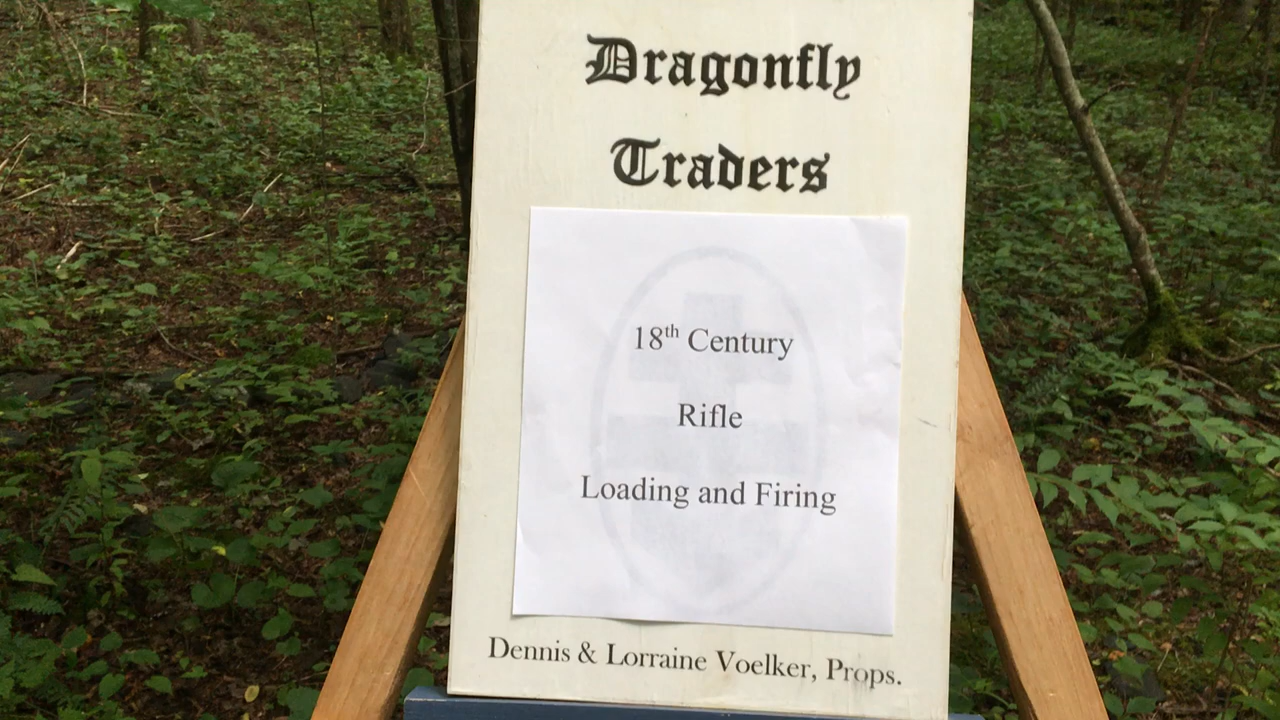 Dragonfly
Traders
18th Century
Rifle
Loading and Firing
Dennis & Lorraine Voelker, Props.